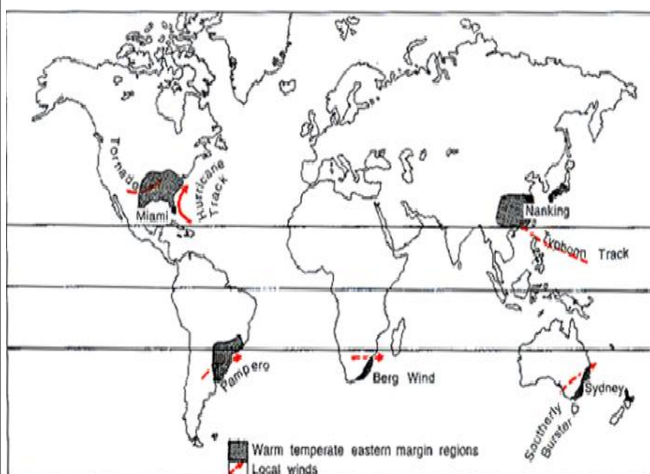 Tornado
Hurricane
Track
Miami
Nanking
Typhoon Track
Pampero
Berg Wind
Sydney
Southerly
Burster
Warm temperate eastern margin regions
Local winds